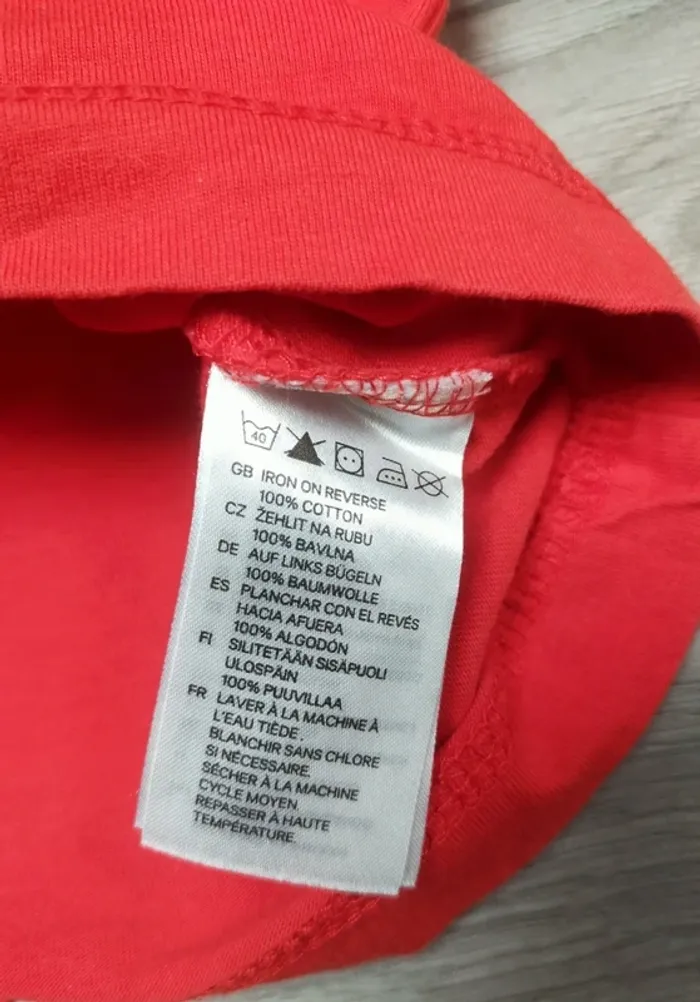 40
GB IRON ON REVERSE
100% COTTON
CZ ŽEHLIT NA RUBU
100% BAVLNA
DE AUF LINKS BÜGELN
100% BAUMWOLLE
ES PLANCHAR CON EL REVÉS
HACIA AFUERA
100% ALGODÓN
FI SILITETÄÄN SISÄPUOLI
ULOSPÄIN
100% PUUVILLAA
FR LAVER À LA MACHINE À
L'EAU TIÈDE.
BLANCHIR SANS CHLORE
SI NÉCESSAIRE.
SÉCHER À LA MACHINE
CYCLE MOYEN.
REPASSER À HAUTE
TEMPÉRATURE.